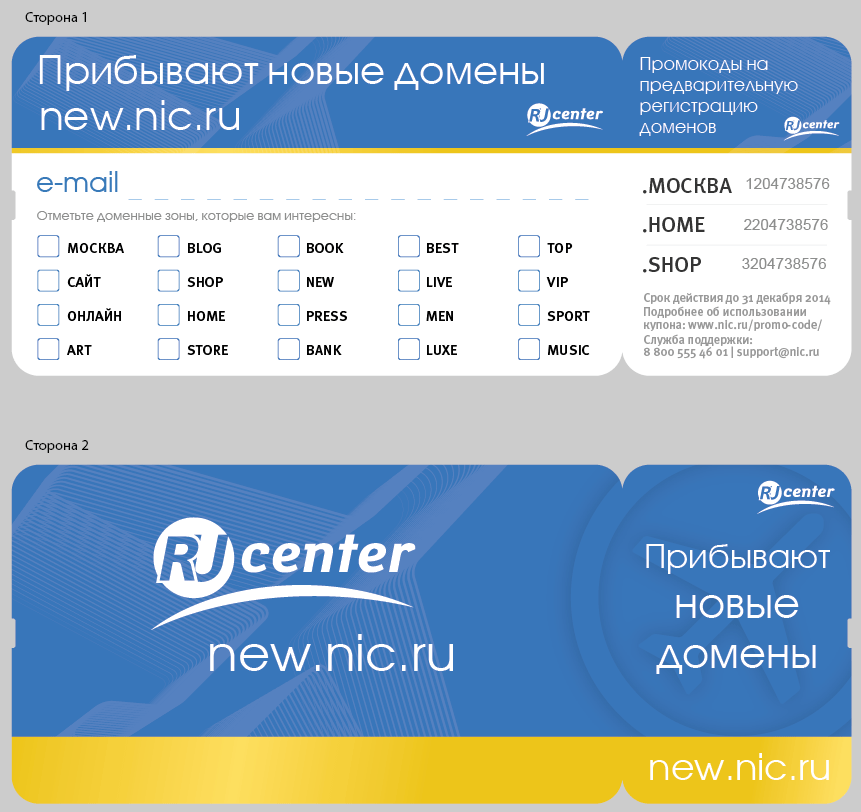 Сторона 1
Прибывают новые домены
new.nic.ru
RJ center
Промокоды на
предварительную
регистрацию
доменов
RJ center
e-mail
Отметьте доменные зоны, которые вам интересны:
МОСКВА BLOG BOOK BEST TOP
САЙТ SHOP NEW LIVE VIP
ОНЛАЙН HOME PRESS MEN SPORT
ART STORE BANK LUXE MUSIC
.МОСКВА 1204738576
.HOME 2204738576
.SHOP 3204738576
Срок действия до 31 декабря 2014
Подробнее об использовании
купона: www.nic.ru/promo-code/
Служба поддержки:
8 800 555 46 01 | support@nic.ru
Сторона 2
RJ center
new.nic.ru
RJ center
Прибывают
новые
домены
new.nic.ru